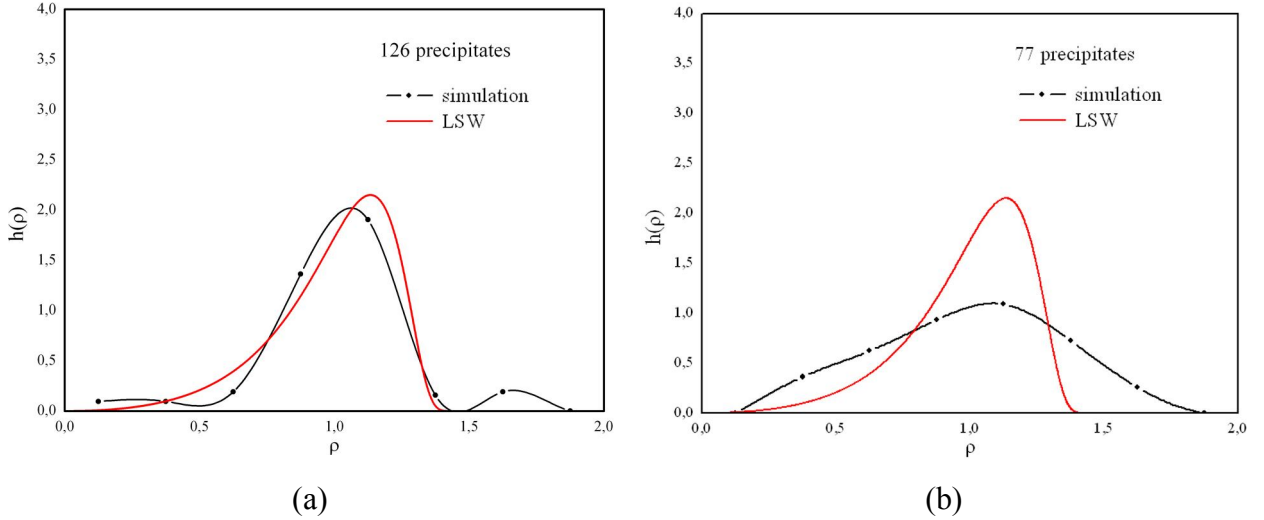 4,0
3,5
3,0
2,5
2,0
1,5
1,0
0,5
0,0
h(ρ)
126 precipitates
simulation
LSW
0,0 0,5 1,0 1,5 2,0
ρ
(a)
4,0
3,5
3,0
2,5
2,0
1,5
1,0
0,5
0,0
h(ρ)
77 precipitates
simulation
LSW
0,0 0,5 1,0 1,5 2,0
ρ
(b)